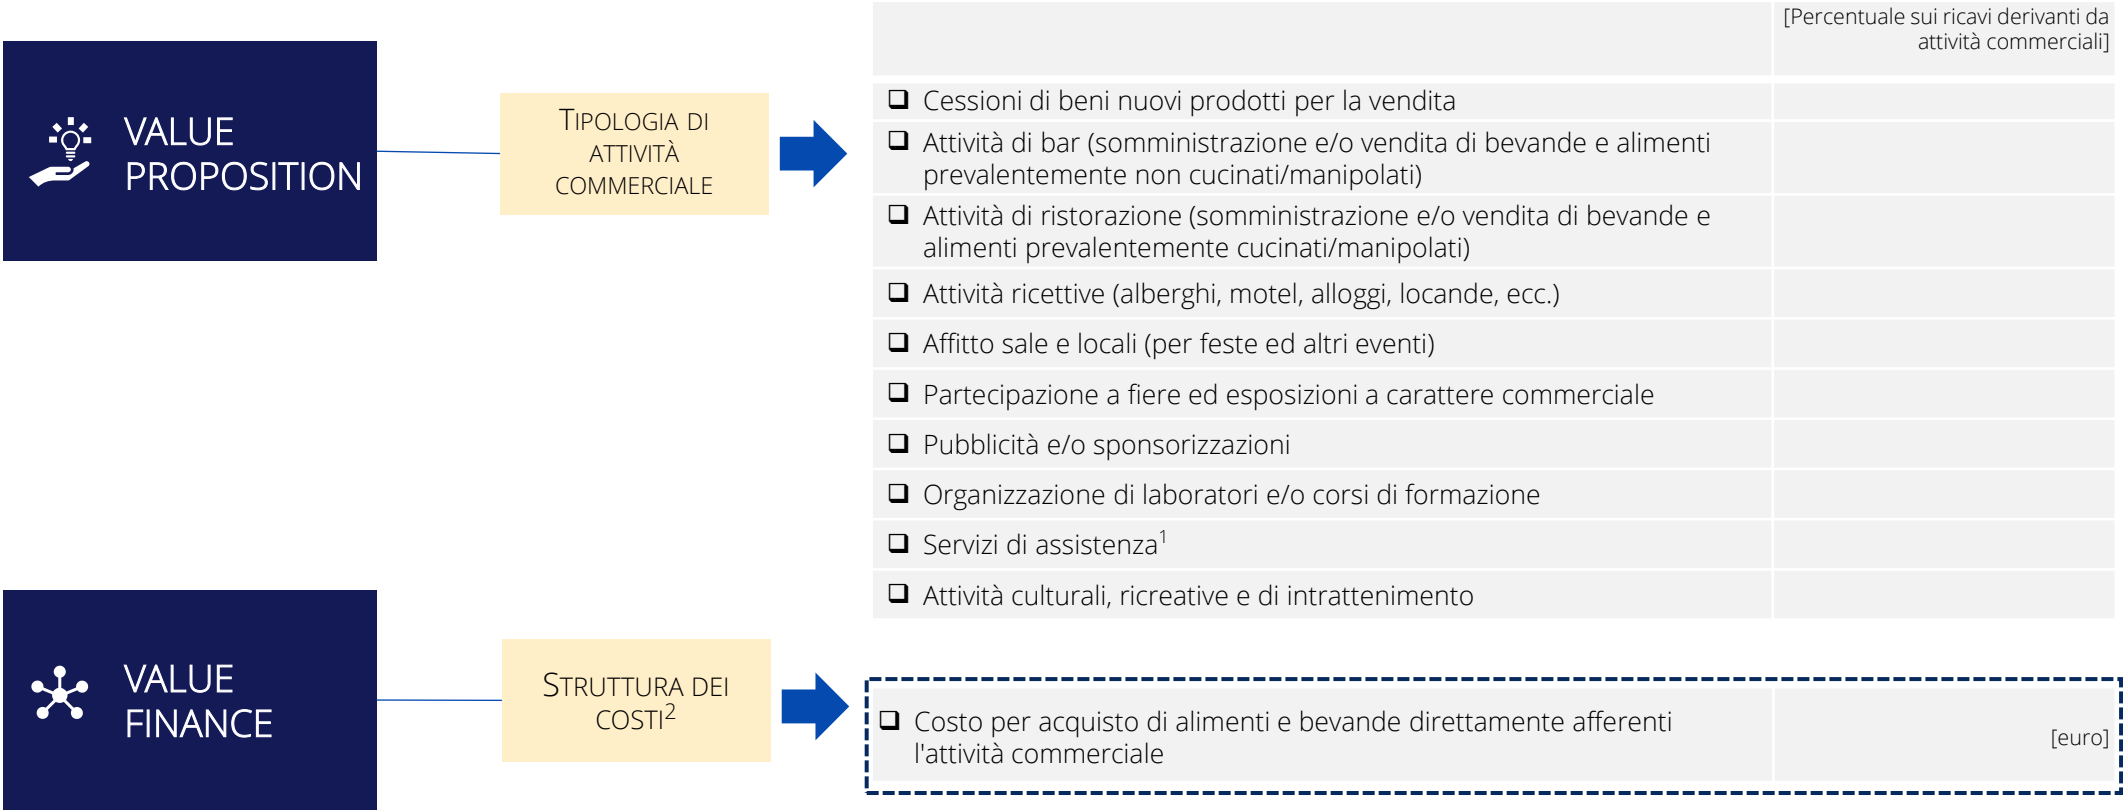 [Percentuale sui ricavi derivanti da
attività commerciali]
VALUE
PROPOSITION
TIPOLOGIA DI
ATTIVITÀ
COMMERCIALE
Cessioni di beni nuovi prodotti per la vendita
Attività di bar (somministrazione e/o vendita di bevande e alimenti
prevalentemente non cucinati/manipolati)
Attività di ristorazione (somministrazione e/o vendita di bevande e
alimenti prevalentemente cucinati/manipolati)
Attività ricettive (alberghi, motel, alloggi, locande, ecc.)
Affitto sale e locali (per feste ed altri eventi)
Partecipazione a fiere ed esposizioni a carattere commerciale
Pubblicità e/o sponsorizzazioni
Organizzazione di laboratori e/o corsi di formazione
Servizi di assistenza¹
Attività culturali, ricreative e di intrattenimento
VALUE
FINANCE
STRUTTURA DEI
COSTI²
Costo per acquisto di alimenti e bevande direttamente afferenti
l'attività commerciale
[euro]